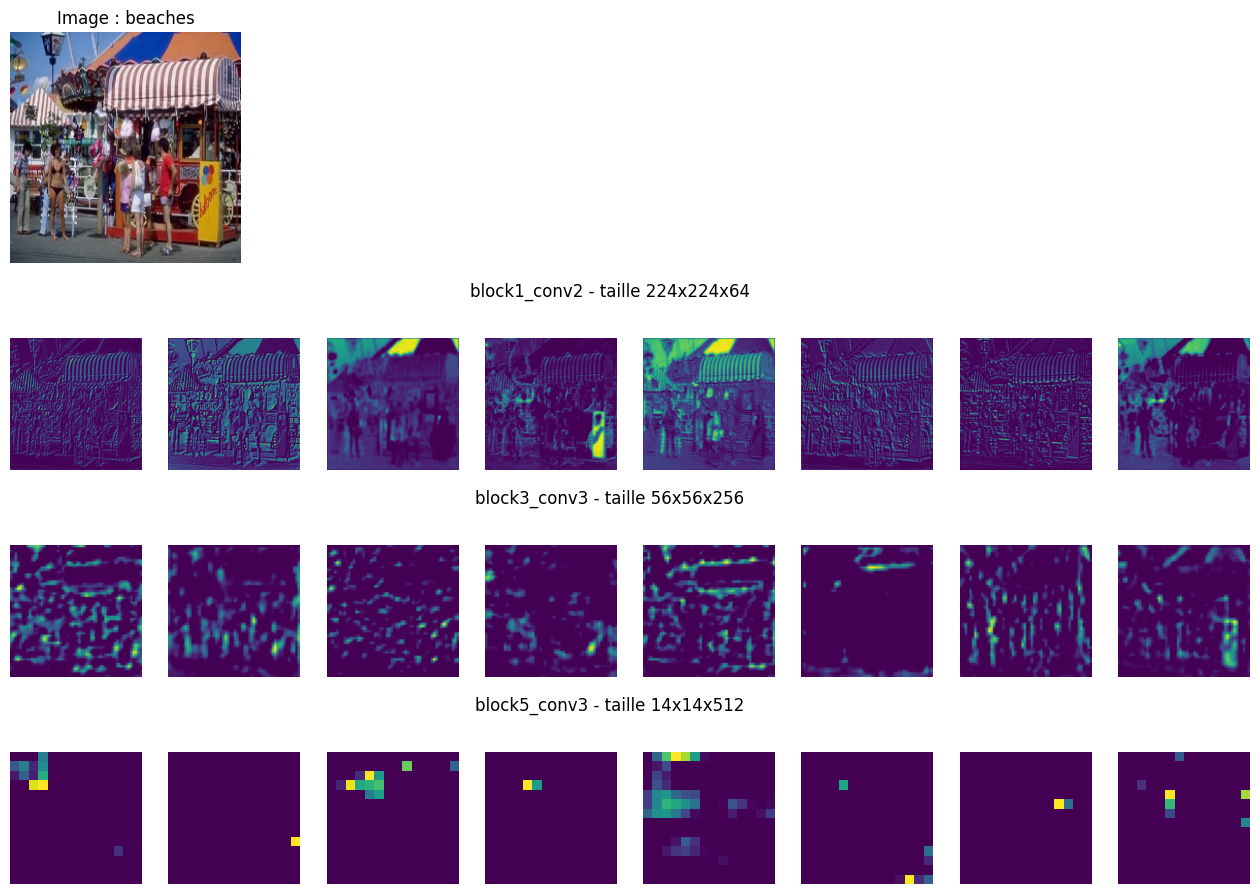 Image : beaches
block1_conv2 - taille 224x224x64
block3_conv3 - taille 56x56x256
block5_conv3 - taille 14x14x512